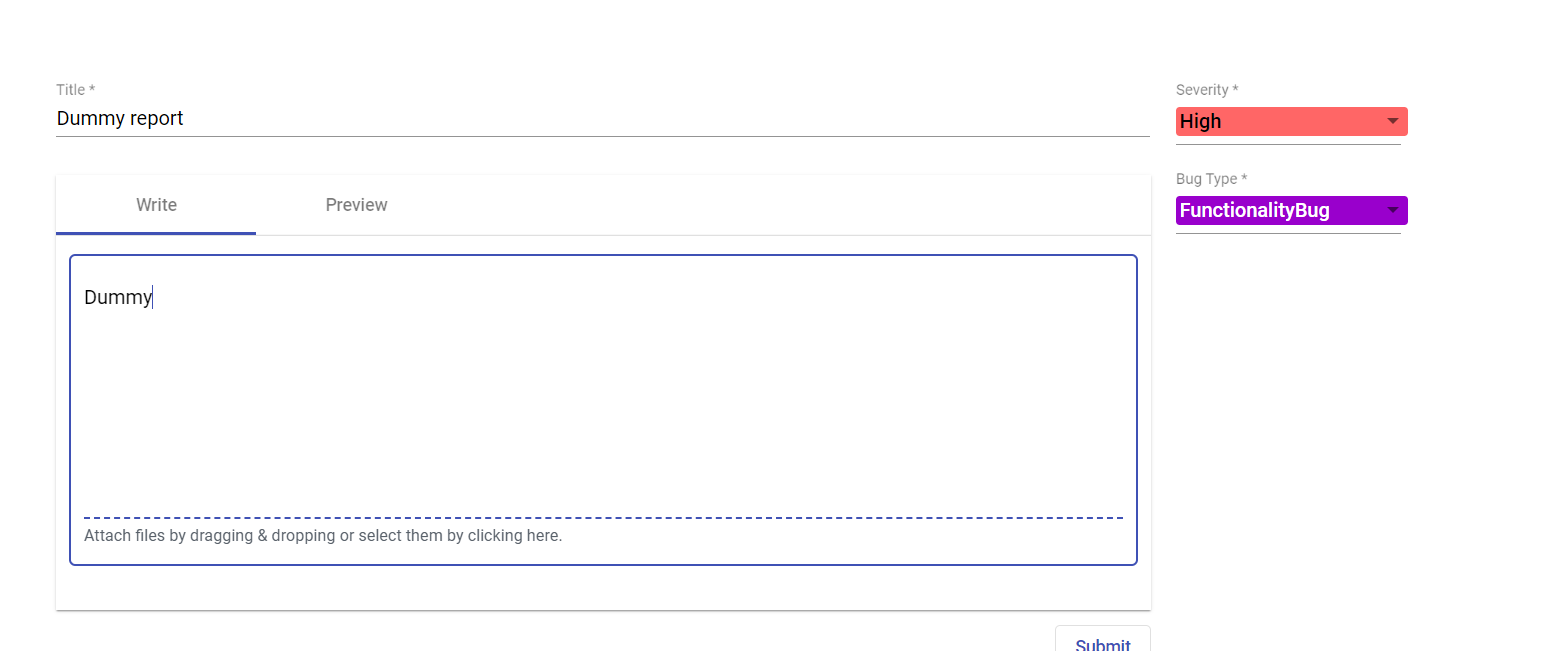 Title *
Dummy report
Severity *
High
Bug Type *
FunctionalityBug
Write
Preview
Dummy
Attach files by dragging & dropping or select them by clicking here.
Submit